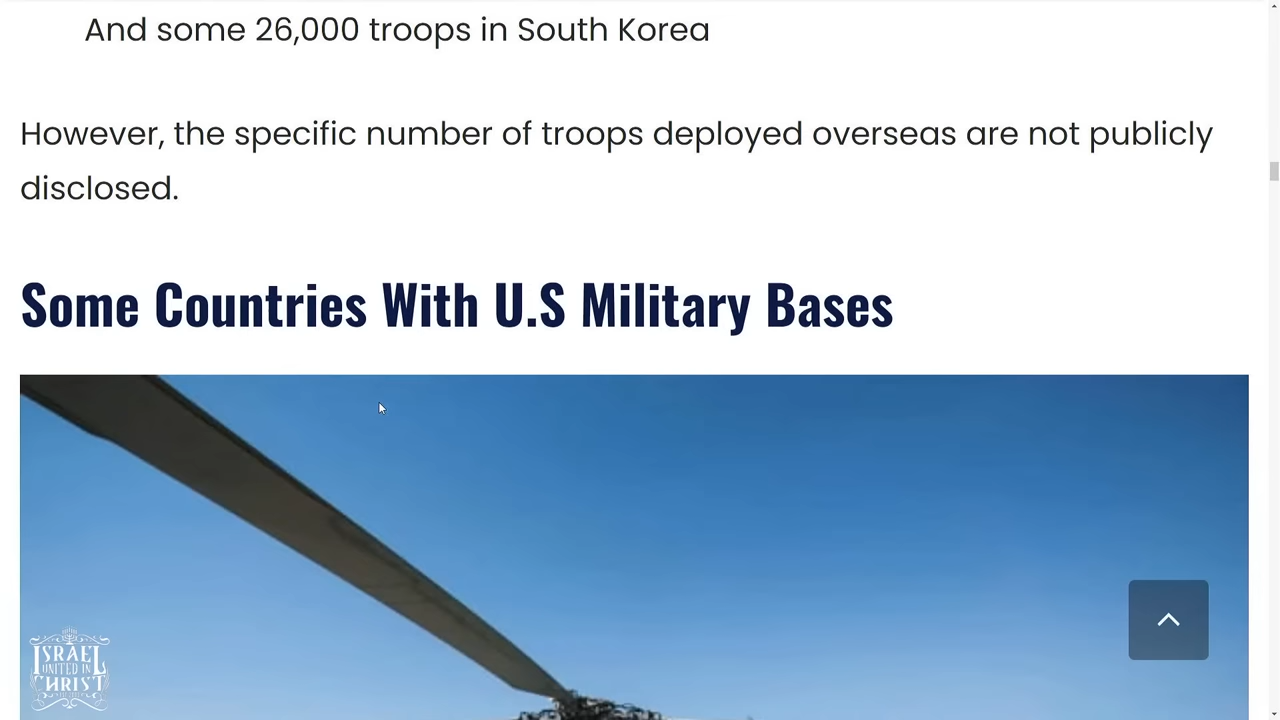 And some 26,000 troops in South Korea
However, the specific number of troops deployed overseas are not publicly
disclosed.
Some Countries With U.S Military Bases
ISRAEL
UNITED IN
CHRIST